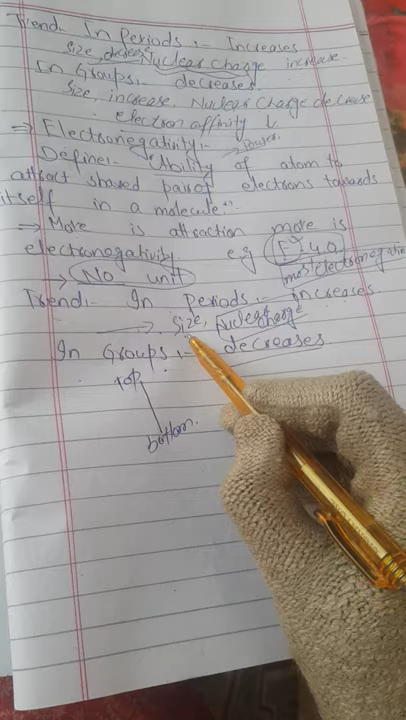 Trend:- In Periods :- Increases
Size, decrease Nuclear Charge increase.
In Groups:- decreases.
Size, increase, Nuclear Charge decrease
electron affinity ↓
⇒ Electronegativity:-
→ Power.
Define:- Ability of atom to
attract shared pair of electrons towards
itself in a molecule:-
→ More is attraction more is
electronegativity. e.g F 4.0
most electronegative
→ No unit
Trend:- In Periods :- increases.
→ Size, Nuclear charge
In Groups :- decreases
top
bottom.